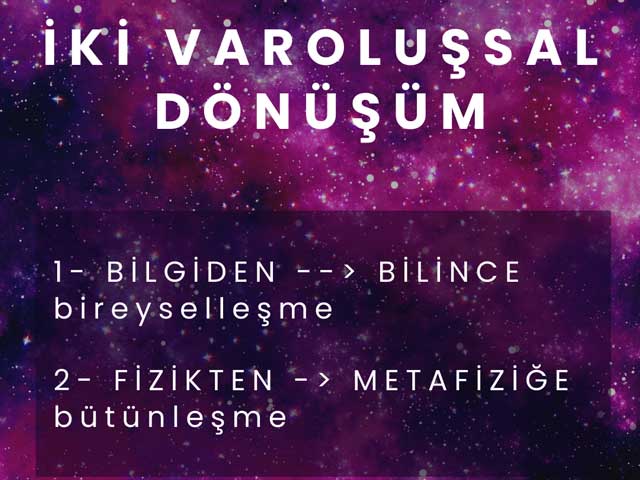 İKİ VAROLUŞSAL
DÖNÜŞÜM
1- BİLGİDEN --> BİLİNCE
bireyselleşme
2- FİZİKTEN -> METAFİZİĞE
bütünleşme